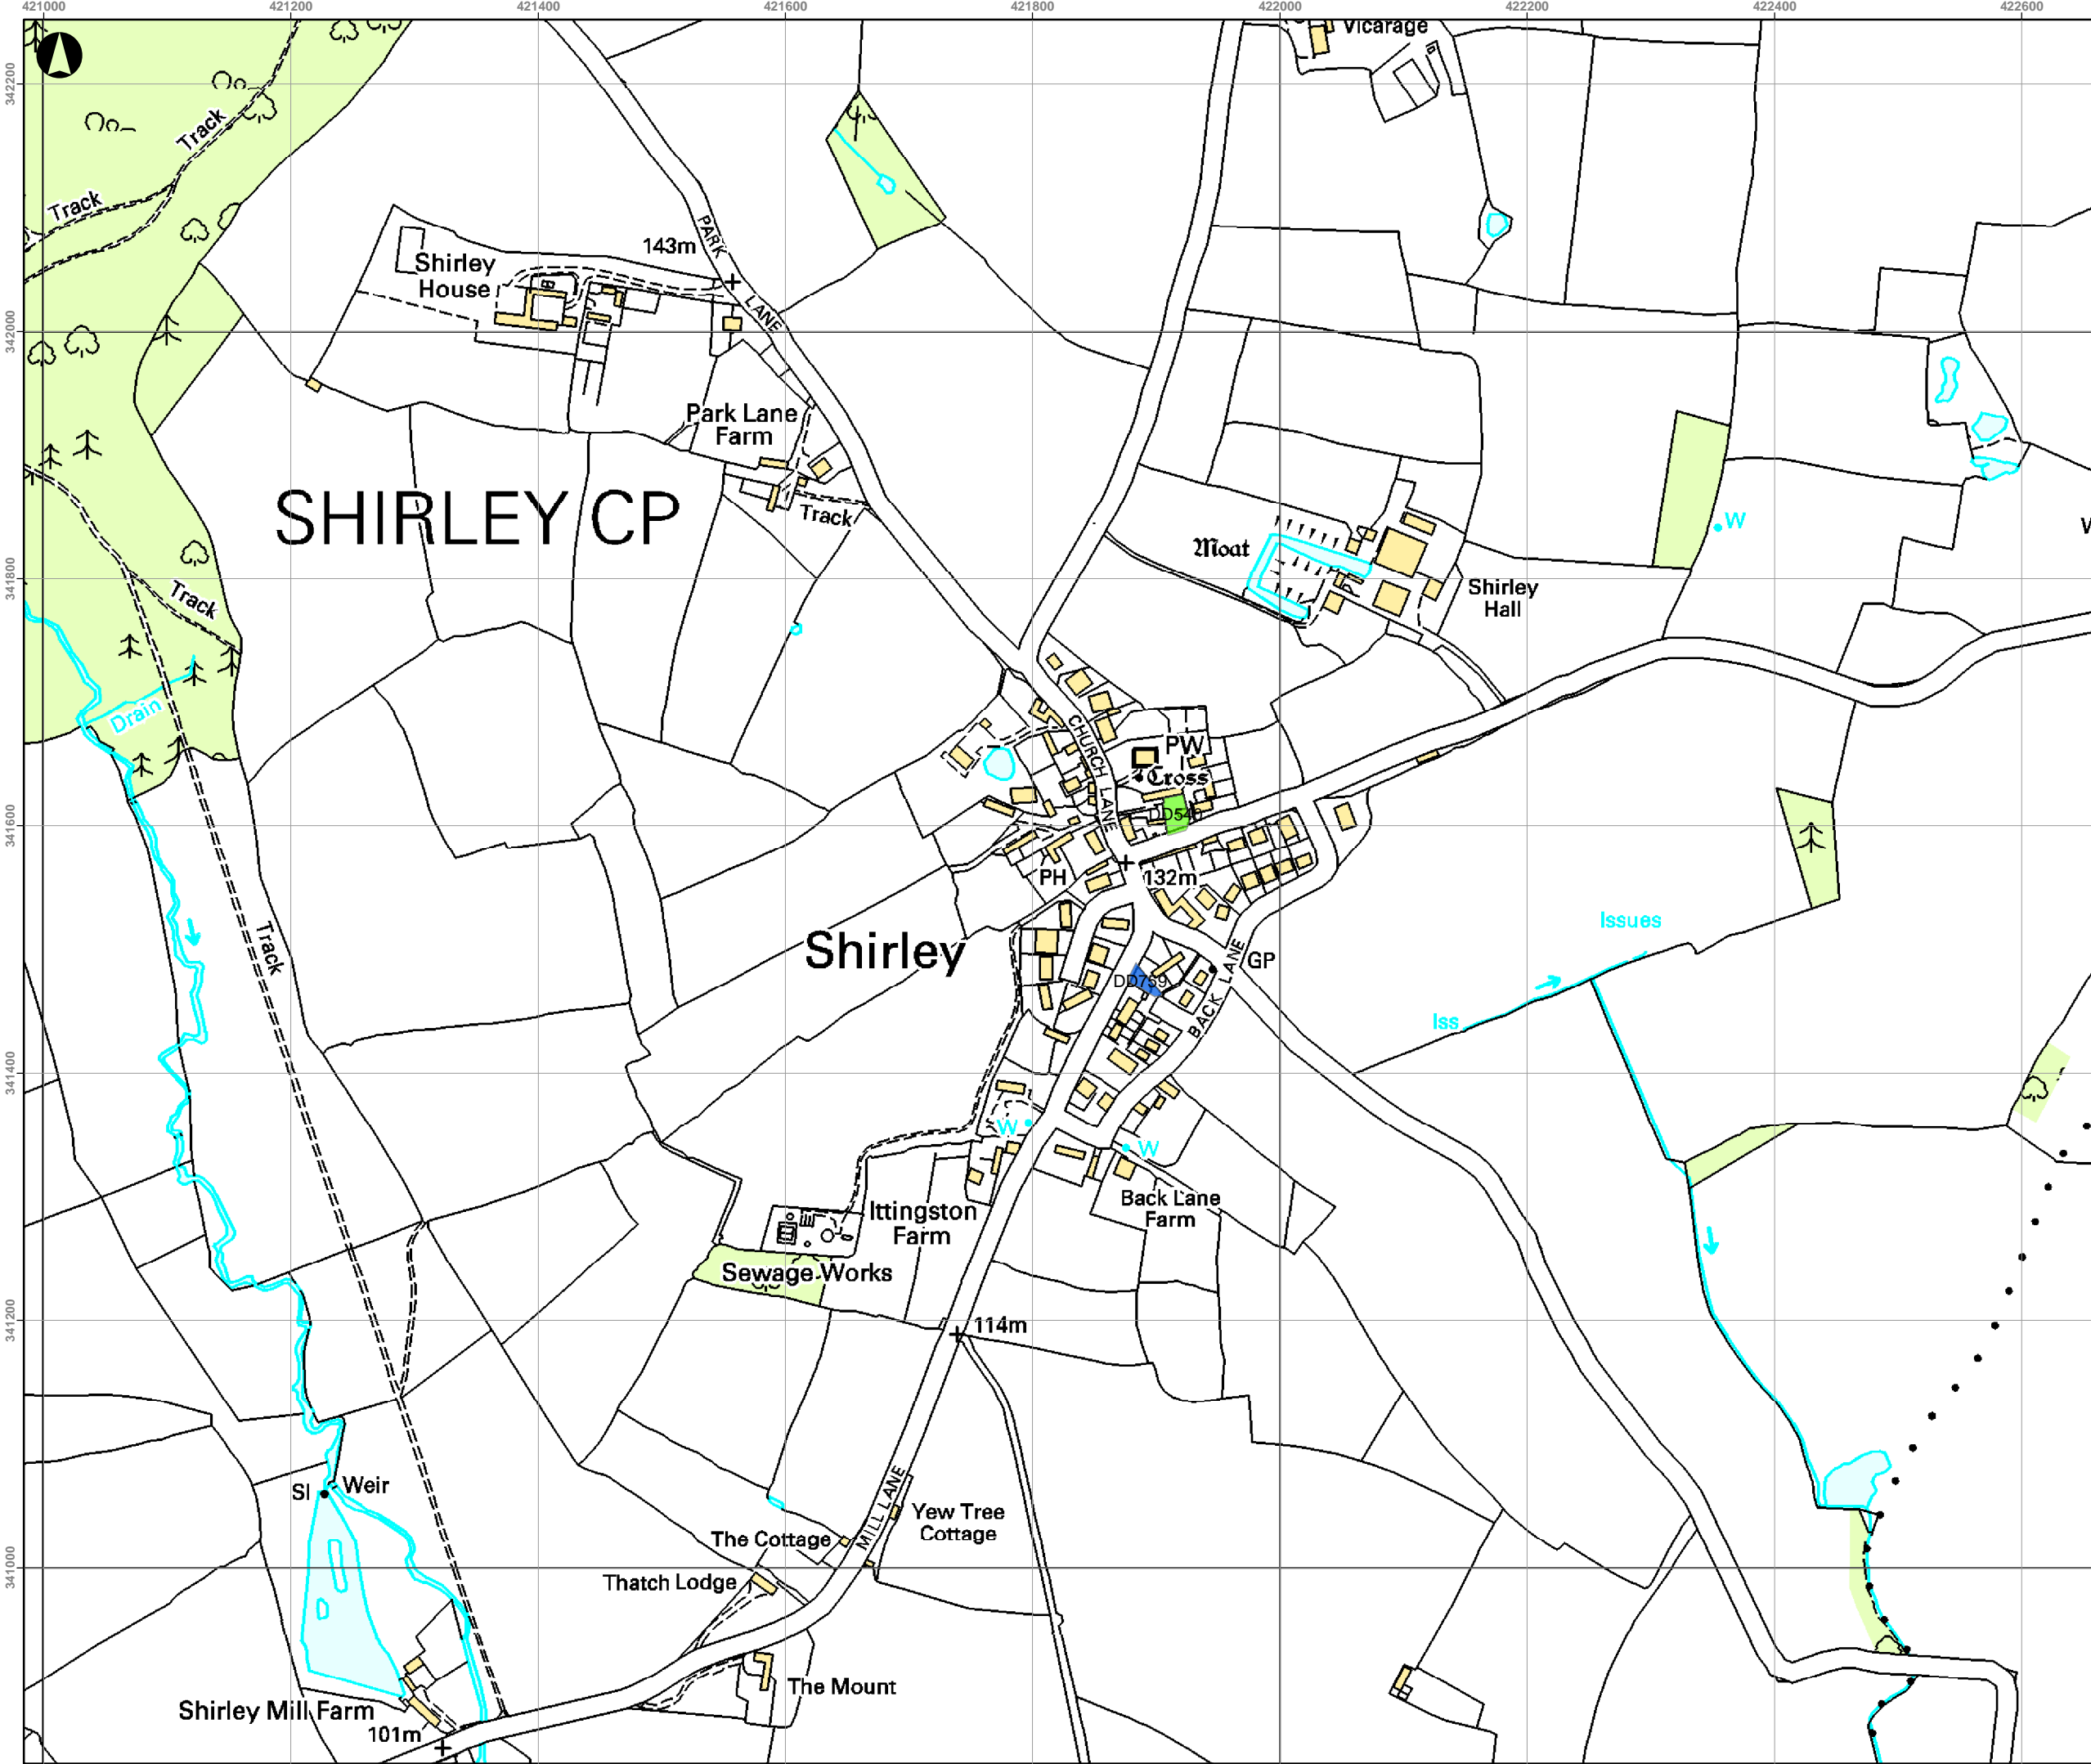 421000
421200
421400
421600
421800
422000
422200
422400
422600
Vicarage
342200
Track
Track
PARK
LANE
143m
Shirley
House
342000
Park Lane
Farm
SHIRLEY CP
Track
W
Moat
Shirley
Hall
341800
Track
Drain
CHURCH
LANE
PW
Cross
DD540
341600
PH
132m
Shirley
Track
Issues
GP
DD759
BACK LANE
Iss
341400
W
W
Back Lane
Farm
Ittingston
Farm
Sewage Works
341200
114m
Weir
SI
MILL LANE
Yew Tree
Cottage
The Cottage
Thatch Lodge
341000
The Mount
Shirley Mill Farm
101m